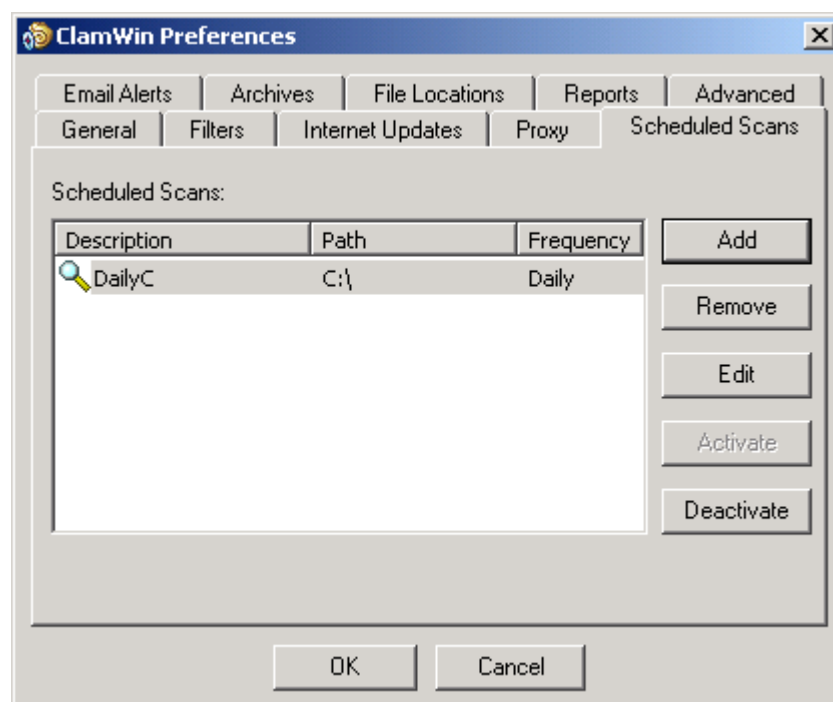 ClamWin Preferences
Email Alerts Archives File Locations Reports Advanced
General Filters Internet Updates Proxy Scheduled Scans
Scheduled Scans:
Description Path Frequency
DailyC C:\ Daily
Add
Remove
Edit
Activate
Deactivate
OK Cancel